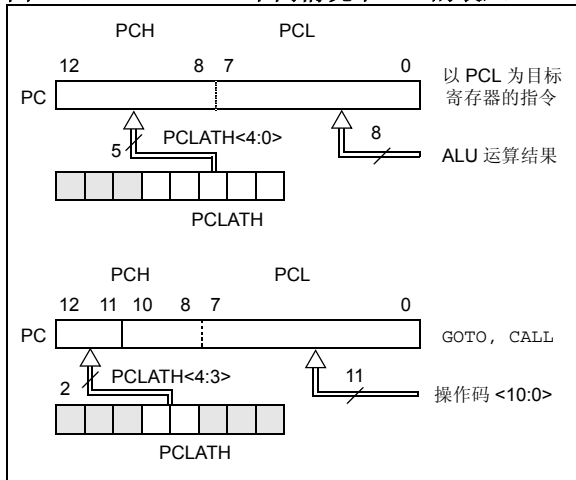 PCH PCL
12 8 7 0
PC
以 PCL 为目标
寄存器的指令
5 PCLATH<4:0> 8
ALU 运算结果
PCLATH
PCH PCL
12 11 10 8 7 0
PC
GOTO, CALL
2 PCLATH<4:3> 11
操作码 <10:0>
PCLATH